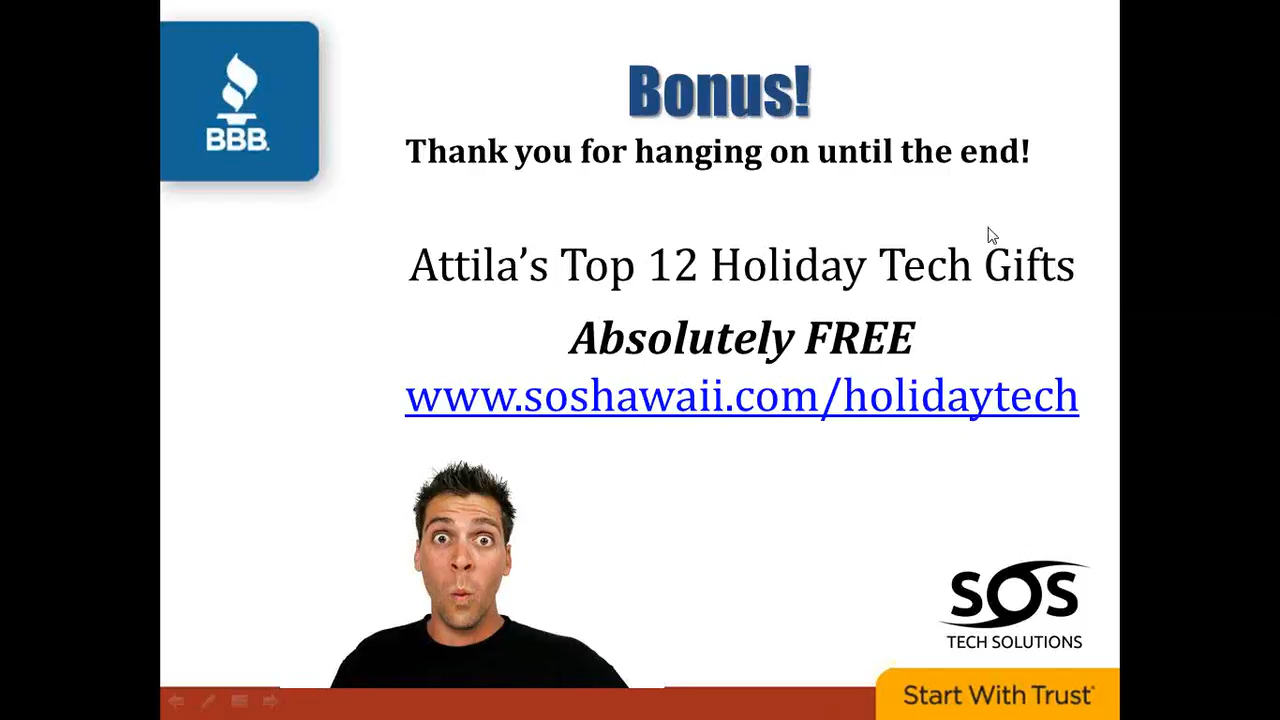 BBB.
Bonus!
Thank you for hanging on until the end!
Attila’s Top 12 Holiday Tech Gifts
Absolutely FREE
www.soshawaii.com/holidaytech
SOS
TECH SOLUTIONS
Start With Trust®